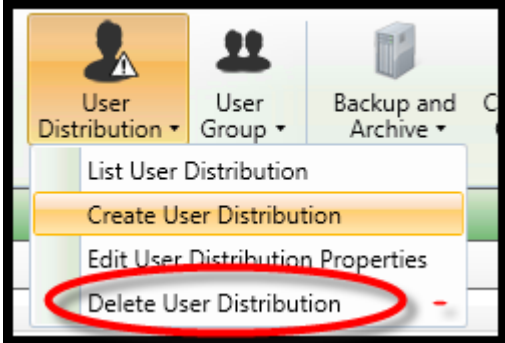 User
Distribution
User
Group
Backup and
Archive
C
List User Distribution
Create User Distribution
Edit User Distribution Properties
Delete User Distribution